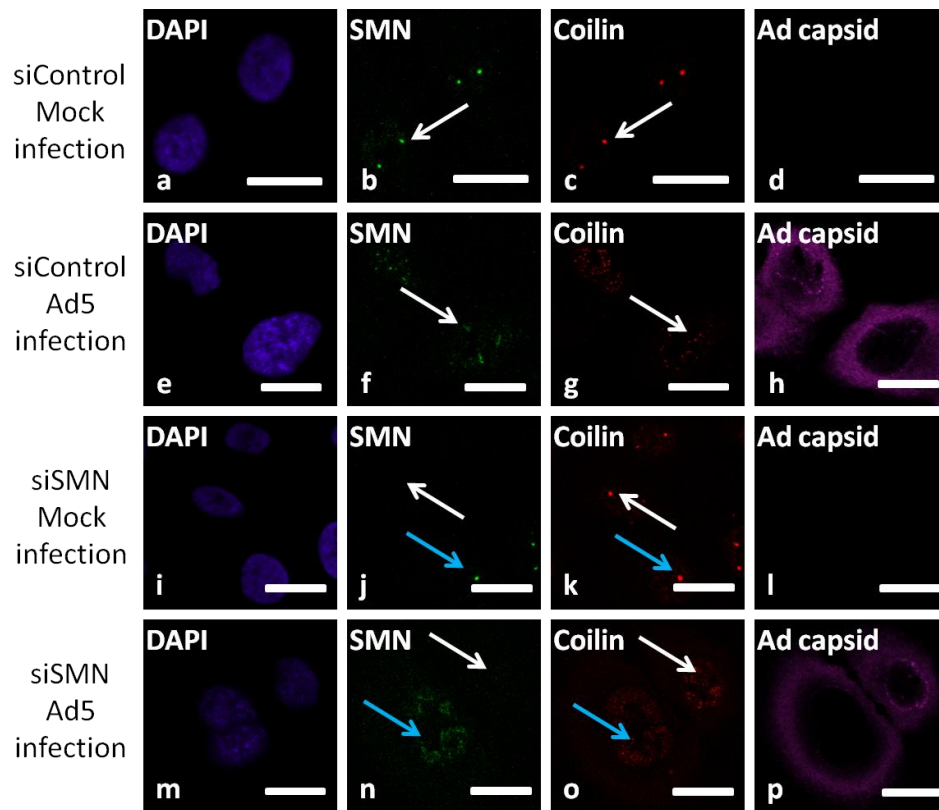 DAPI SMN Coilin Ad capsid
siControl
Mock
infection
a b c d
DAPI SMN Coilin Ad capsid
siControl
Ad5
infection
e f g h
DAPI SMN Coilin Ad capsid
siSMN
Mock
infection
i j k l
DAPI SMN Coilin Ad capsid
siSMN
Ad5
infection
m n o p